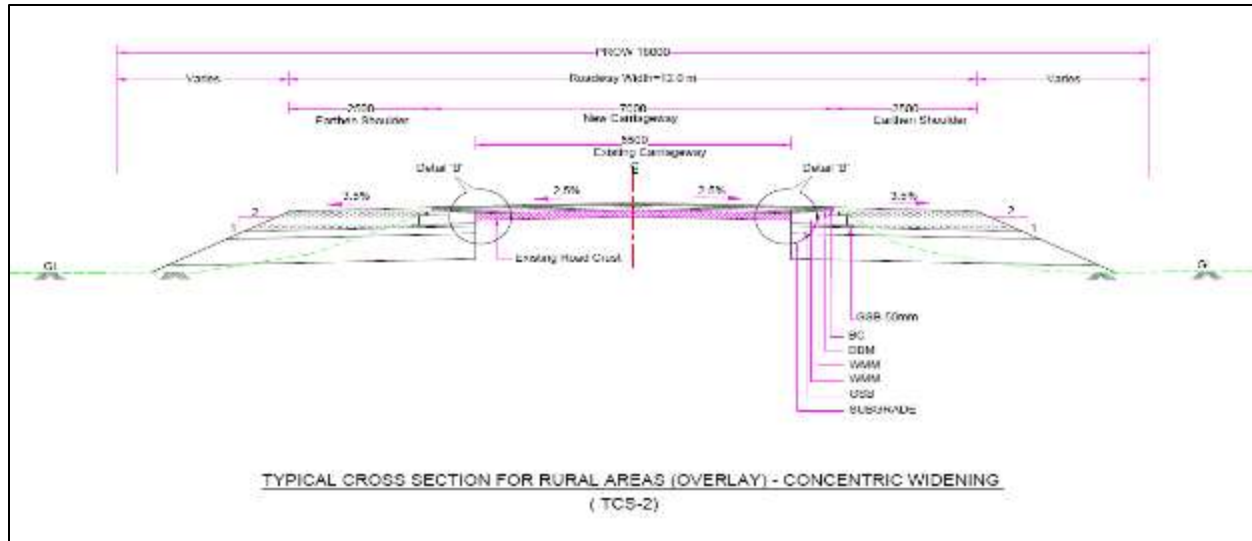 PROW 18000
Varies
Roadway Width=12.0 m
Varies
2500
7000
2500
Earthen Shoulder
New Carriageway
Earthen Shoulder
5500
Existing Carriageway
Detail 'B'
Detail 'B'
3.5%
2.5%
2.5%
3.5%
2
2
1
1
Existing Road Crust
GL
GSB 50mm
BC
DBM
WMM
WMM
GSB
SUBGRADE
TYPICAL CROSS SECTION FOR RURAL AREAS (OVERLAY) - CONCENTRIC WIDENING
( TCS-2)